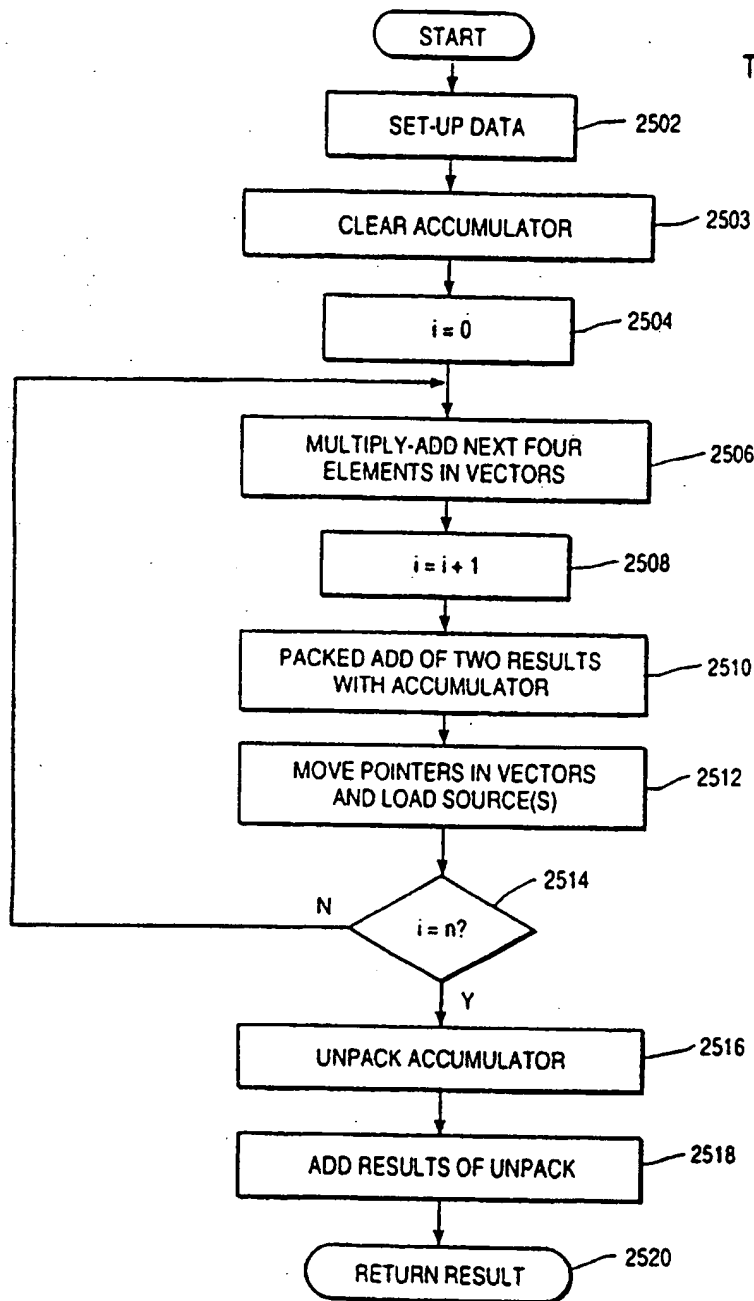 START
T
SET-UP DATA
2502
CLEAR ACCUMULATOR
2503
i = 0
2504
MULTIPLY-ADD NEXT FOUR
ELEMENTS IN VECTORS
2506
i = i + 1
2508
PACKED ADD OF TWO RESULTS
WITH ACCUMULATOR
2510
MOVE POINTERS IN VECTORS
AND LOAD SOURCE(S)
2512
2514
N
i = n?
Y
UNPACK ACCUMULATOR
2516
ADD RESULTS OF UNPACK
2518
RETURN RESULT
2520